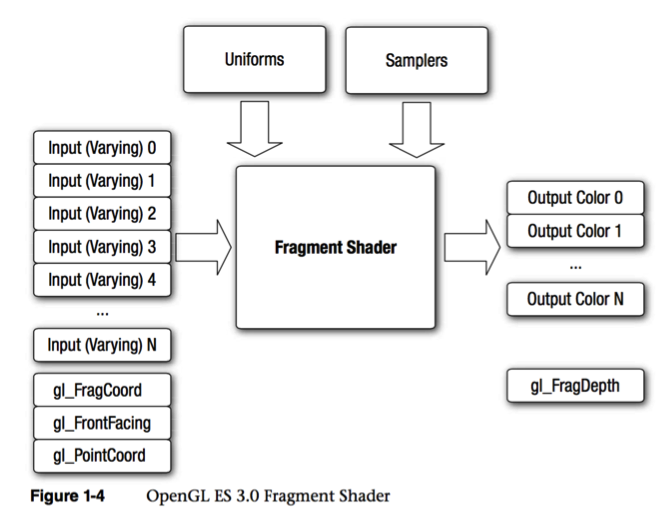 Uniforms
Samplers
Input (Varying) 0
Input (Varying) 1
Input (Varying) 2
Input (Varying) 3
Input (Varying) 4
...
Input (Varying) N
gl_FragCoord
gl_FrontFacing
gl_PointCoord
Fragment Shader
Output Color 0
Output Color 1
...
Output Color N
gl_FragDepth
Figure 1-4 OpenGL ES 3.0 Fragment Shader